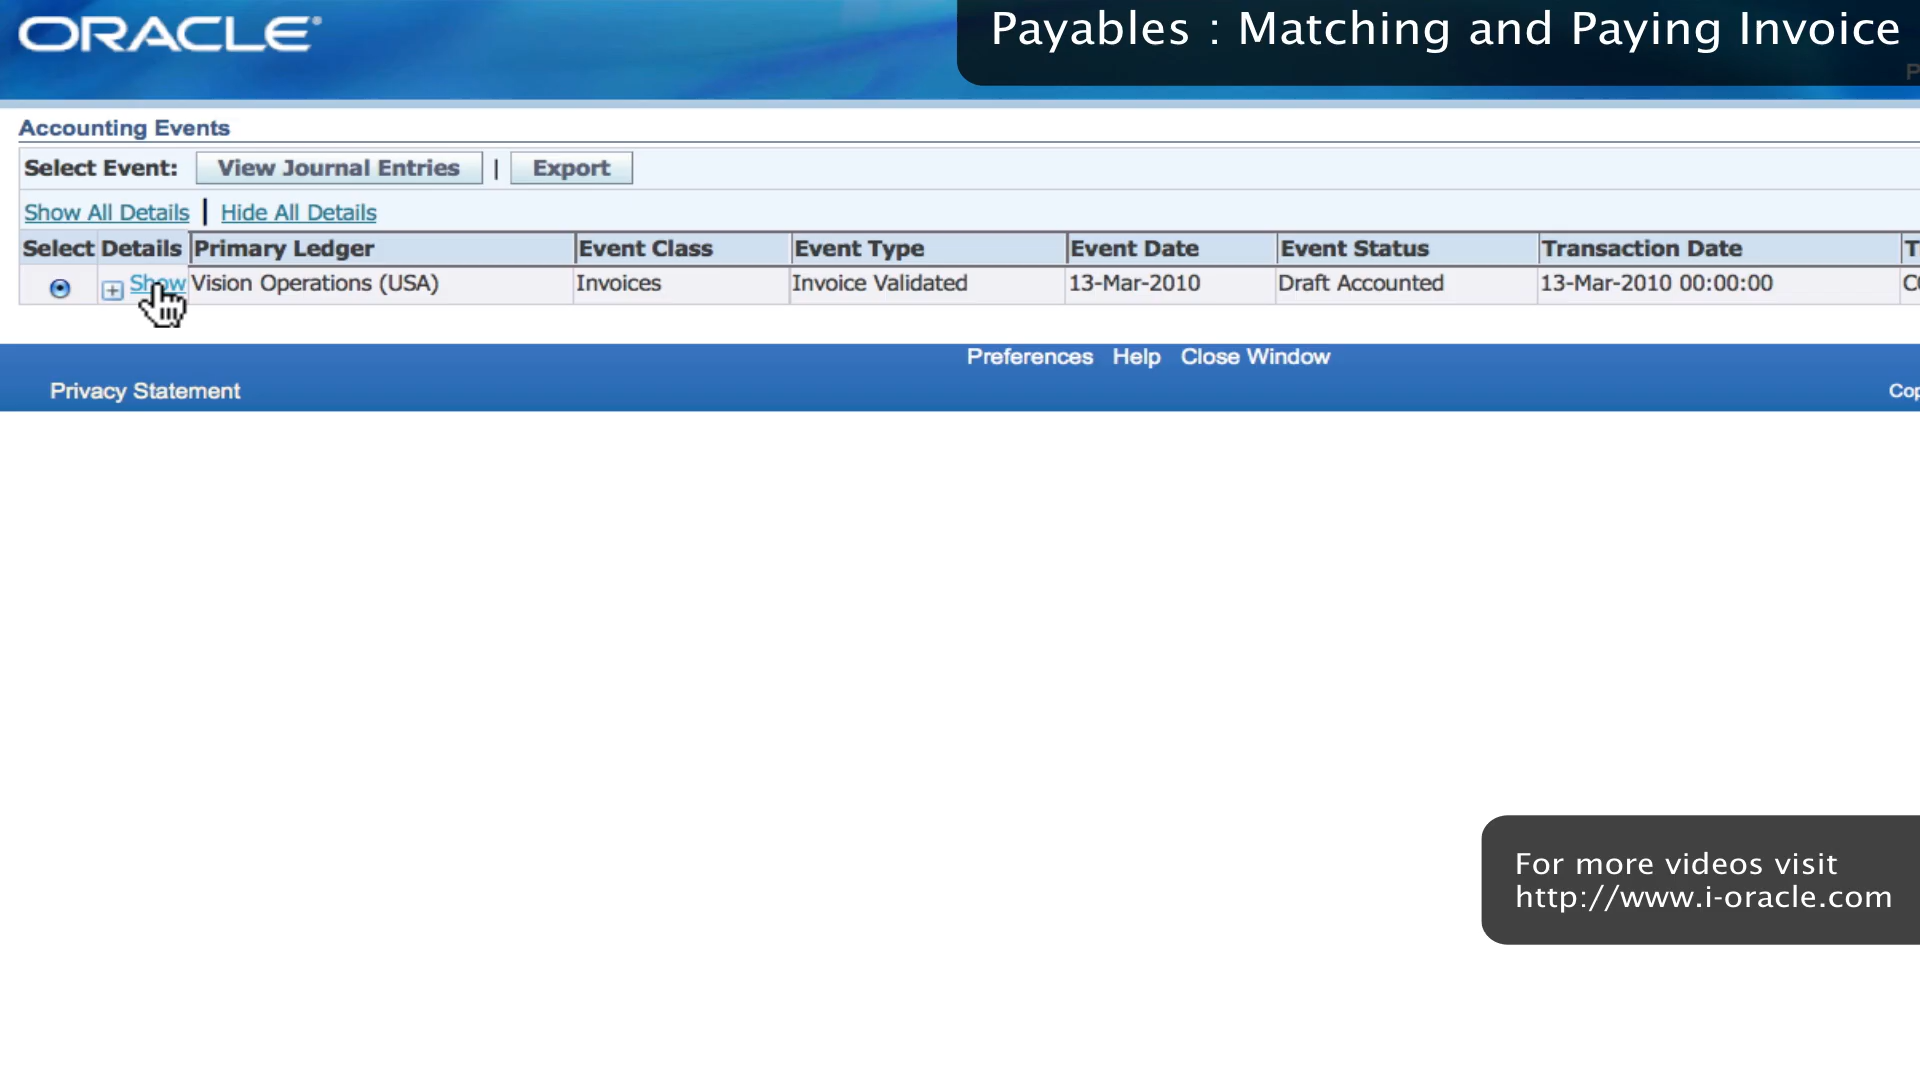 ORACLE
Payables : Matching and Paying Invoice
Accounting Events
Select Event: View Journal Entries | Export
Show All Details | Hide All Details
Select Details Primary Ledger Event Class Event Type Event Date Event Status Transaction Date
Show Vision Operations (USA) Invoices Invoice Validated 13-Mar-2010 Draft Accounted 13-Mar-2010 00:00:00
Preferences Help Close Window
Privacy Statement
For more videos visit
http://www.i-oracle.com